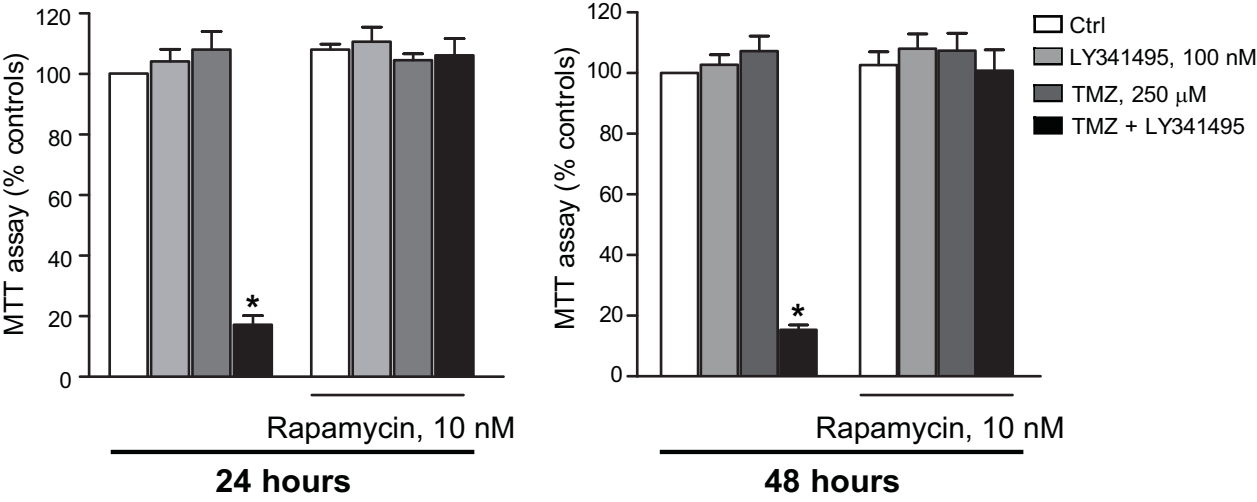 MTT assay (% controls)
120
100
80
60
40
20
0
*
Rapamycin, 10 nM
24 hours
MTT assay (% controls)
120
100
80
60
40
20
0
*
Rapamycin, 10 nM
48 hours
Ctrl
LY341495, 100 nM
TMZ, 250 μM
TMZ + LY341495